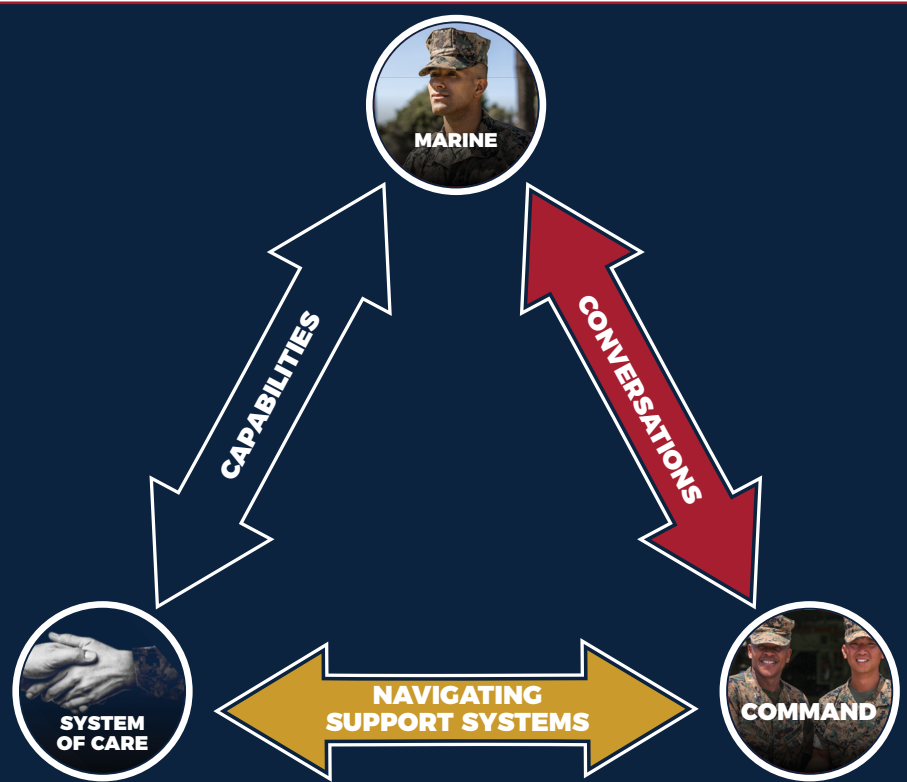 MARINE
CAPABILITIES
CONVERSATIONS
SYSTEM
OF CARE
NAVIGATING
SUPPORT SYSTEMS
COMMAND